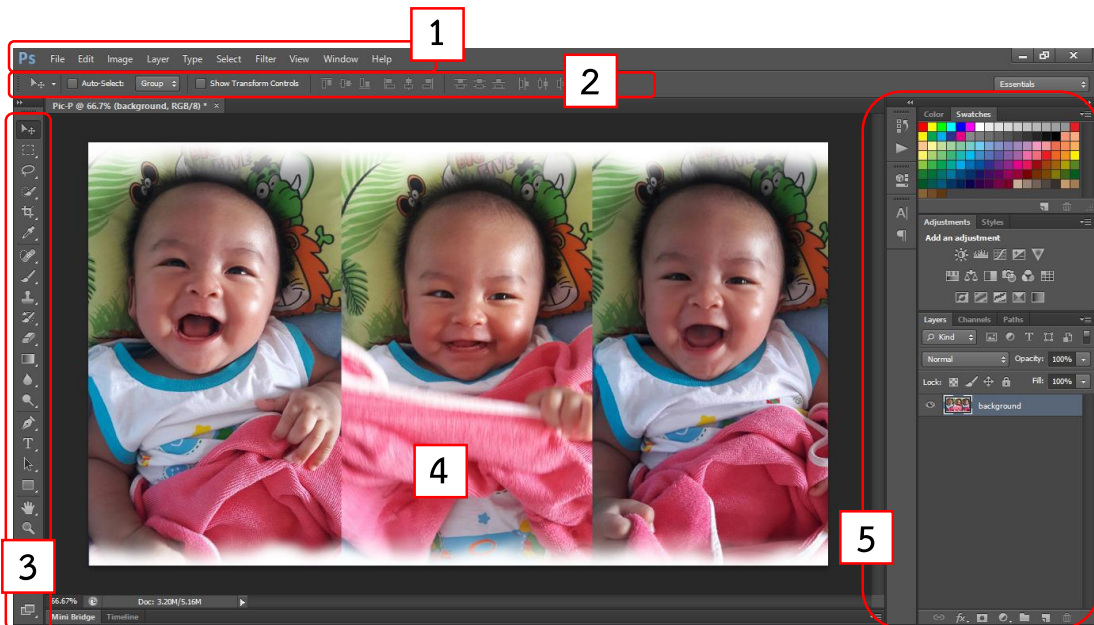 1
Ps File Edit Image Layer Type Select Filter View Window Help
2
Auto-Select: Group Show Transform Controls
Essentials
Pic-P @ 66.7% (background, RGB/8) * ×
Color Swatches
Adjustments Styles
Add an adjustment
Layers Channels Paths
Kind
Normal Opacity: 100%
Lock: Fill: 100%
background
4
5
3
66.67% Doc: 3.20M/5.16M
Mini Bridge Timeline
fx